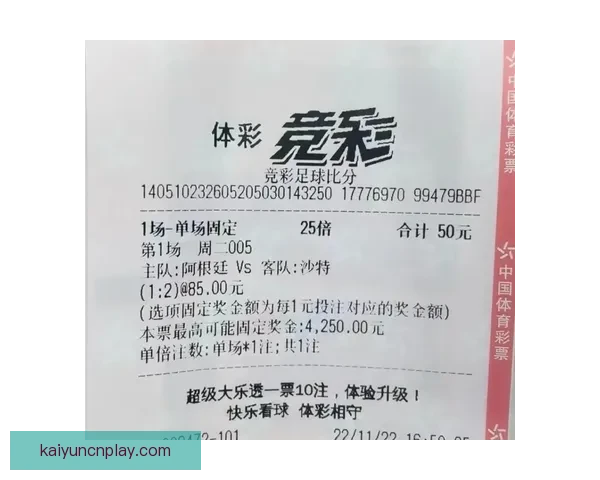 体彩 竞彩
竞彩足球比分
140510232605205030143250 17776970 99479BBF
1场-单场固定 25倍 合计 50元
第1场 周二005
主队:阿根廷 Vs 客队:沙特
(1:2)@85.00元
(选项固定奖金额为每1元投注对应的奖金额)
本票最高可能固定奖金:4,250.00元
单倍注数:单场*1注;共1注
超级大乐透一票10注，体验升级！
快乐看球 体彩相守
-101 22/11/22
中国体育彩票
中国体育彩票
kaiyuncnplay.com